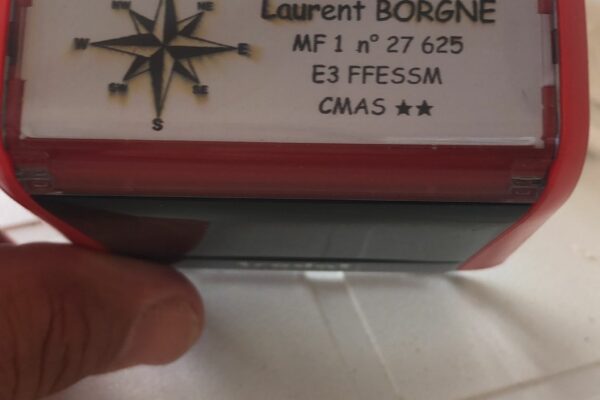 Laurent BORGNE
NW NE
MF 1 n° 27 625
W E
E3 FFESSM
SW SE
CMAS ★★
S